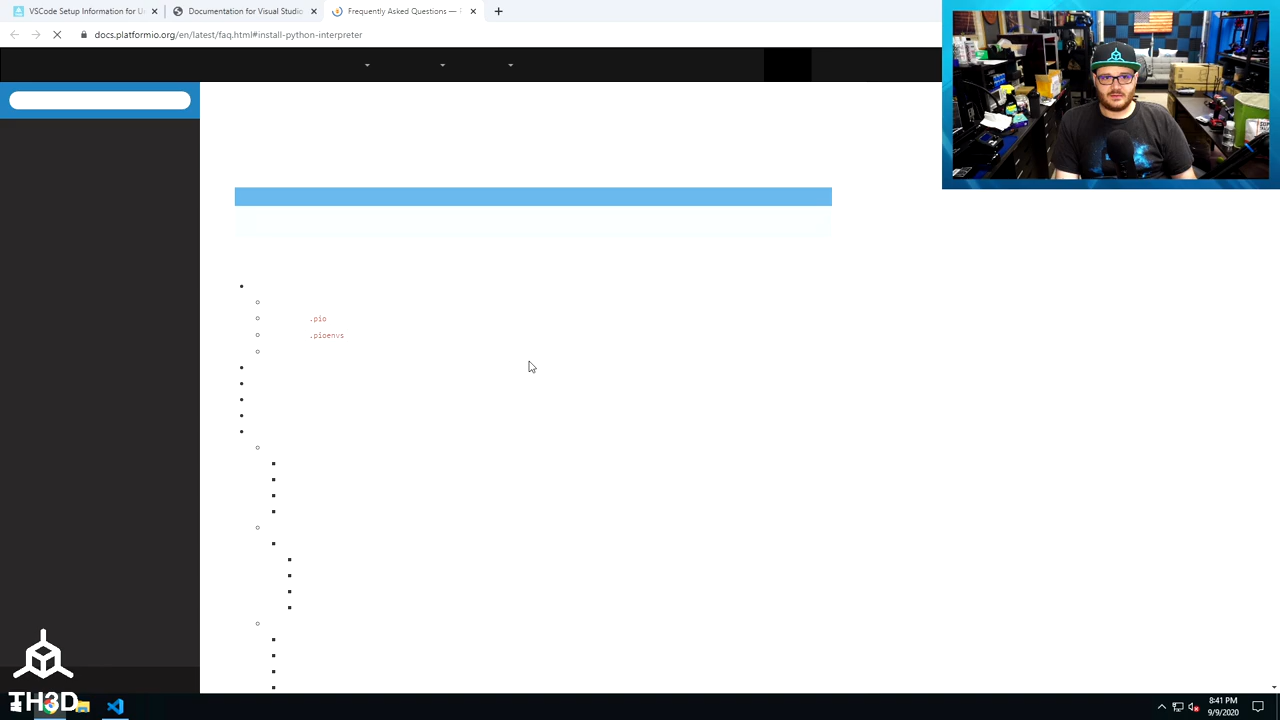 VSCode Setup Information for U
Documentation for Visual Studio
Frequently Asked Questions —
docs.platformio.org/en/latest/faq.html#install-python-interpreter
.pio
.pioenvs
TH3D
8:41 PM
9/9/2020